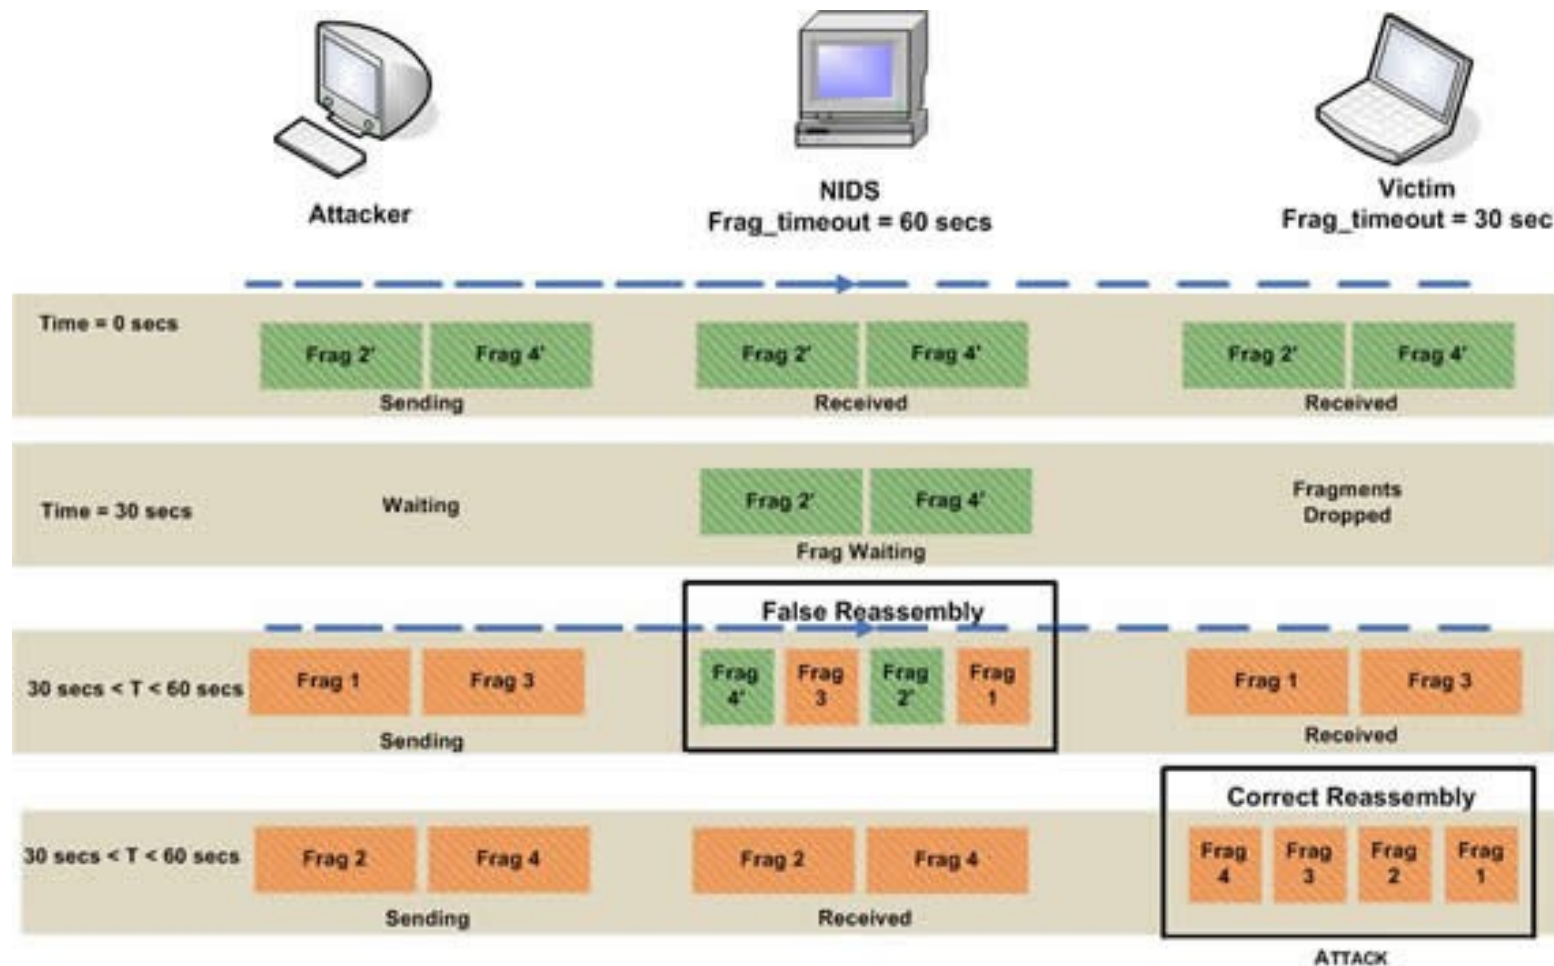 Attacker
NIDS
Frag_timeout = 60 secs
Victim
Frag_timeout = 30 sec
Time = 0 secs
Frag 2'
Frag 4'
Sending
Frag 2'
Frag 4'
Received
Frag 2'
Frag 4'
Received
Time = 30 secs
Waiting
Frag 2'
Frag 4'
Frag Waiting
Fragments
Dropped
30 secs < T < 60 secs
Frag 1
Frag 3
Sending
False Reassembly
Frag
4'
Frag
3
Frag
2'
Frag
1
Frag 1
Frag 3
Received
30 secs < T < 60 secs
Frag 2
Frag 4
Sending
Frag 2
Frag 4
Received
Correct Reassembly
Frag
4
Frag
3
Frag
2
Frag
1
ATTACK